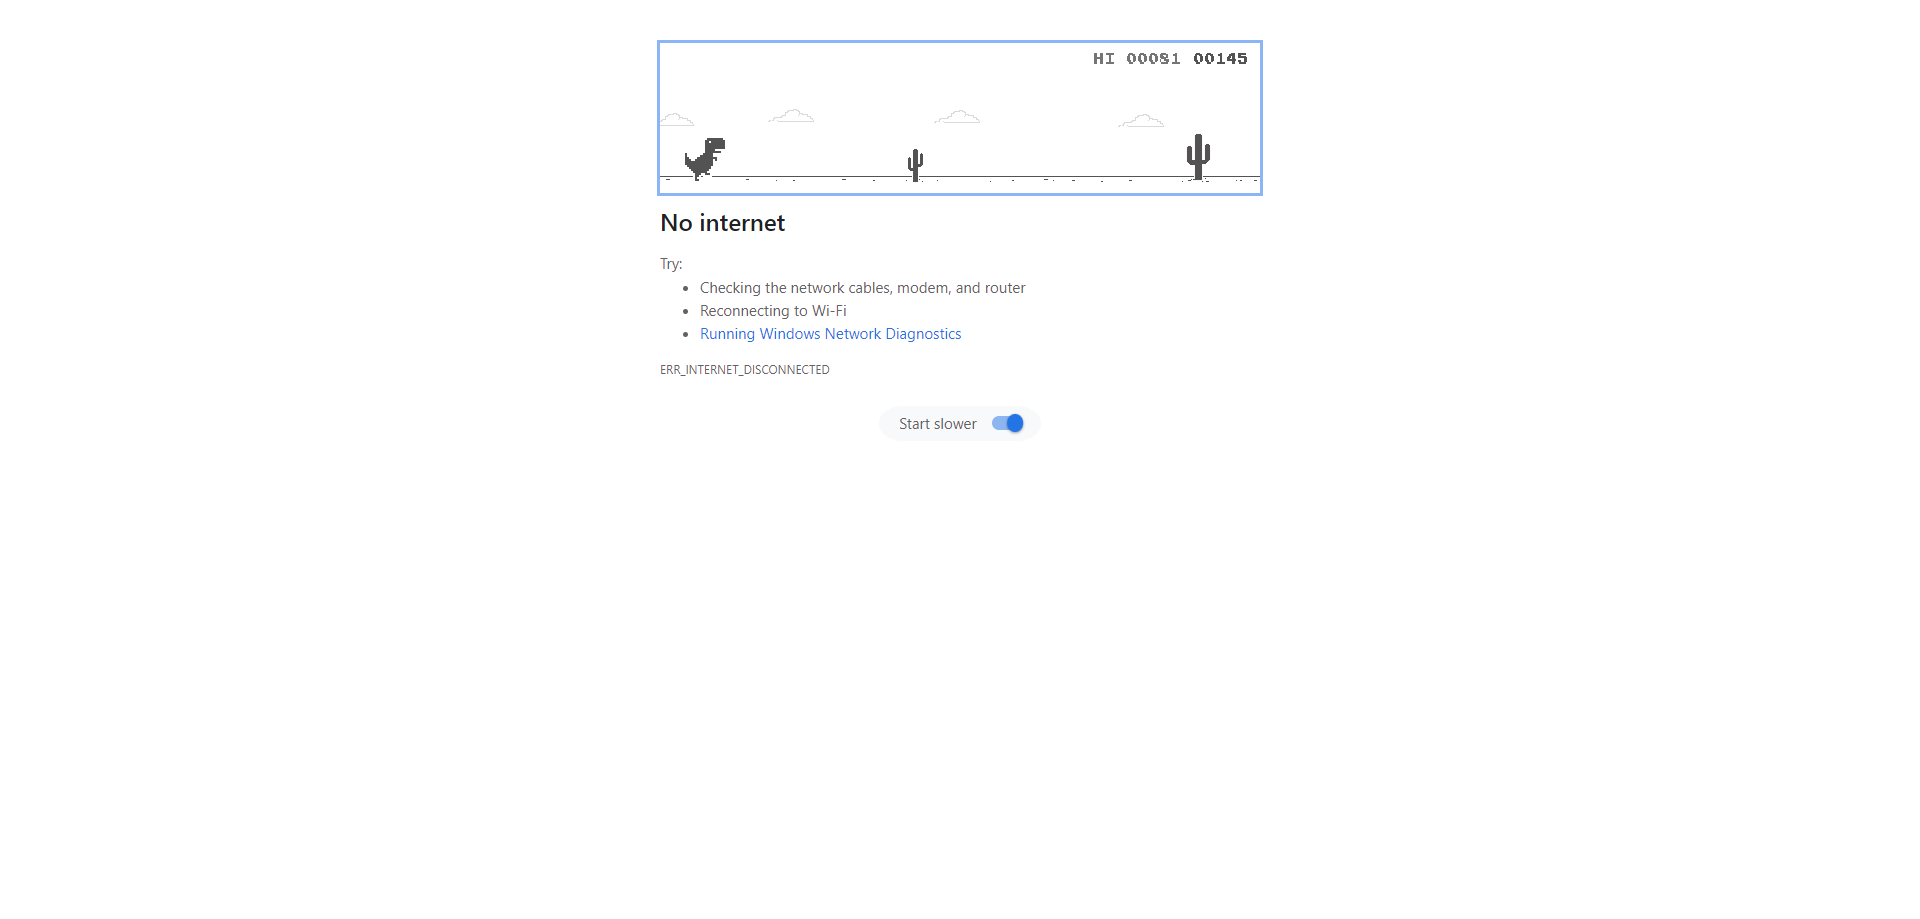 HI 00081 00145
No internet
Try:
Checking the network cables, modem, and router
Reconnecting to Wi-Fi
Running Windows Network Diagnostics
ERR_INTERNET_DISCONNECTED
Start slower